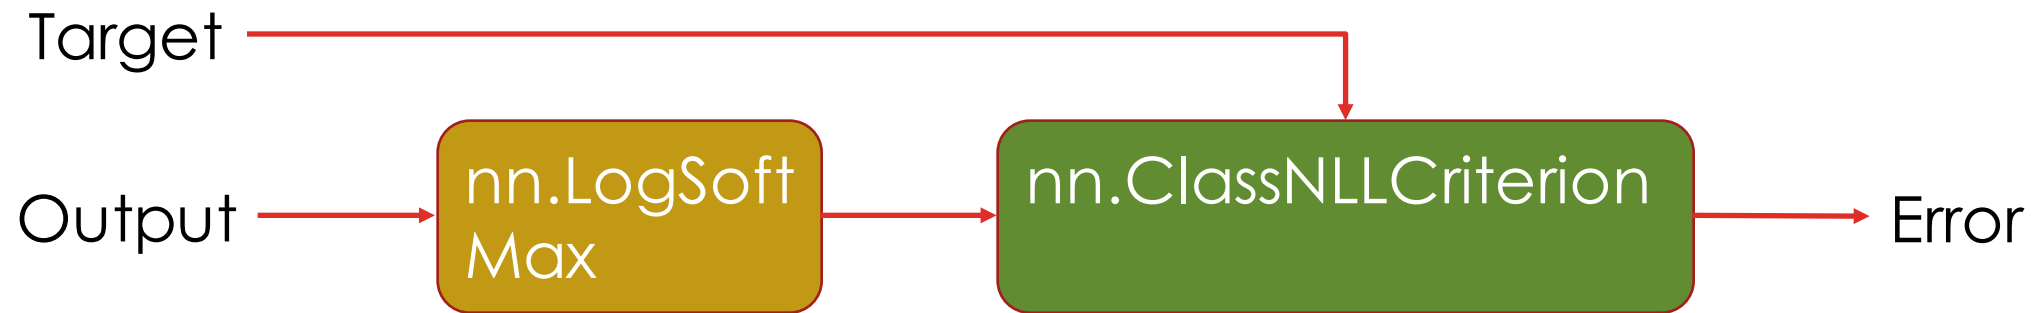 Target
Output
nn.LogSoft
Max
nn.ClassNLLCriterion
Error